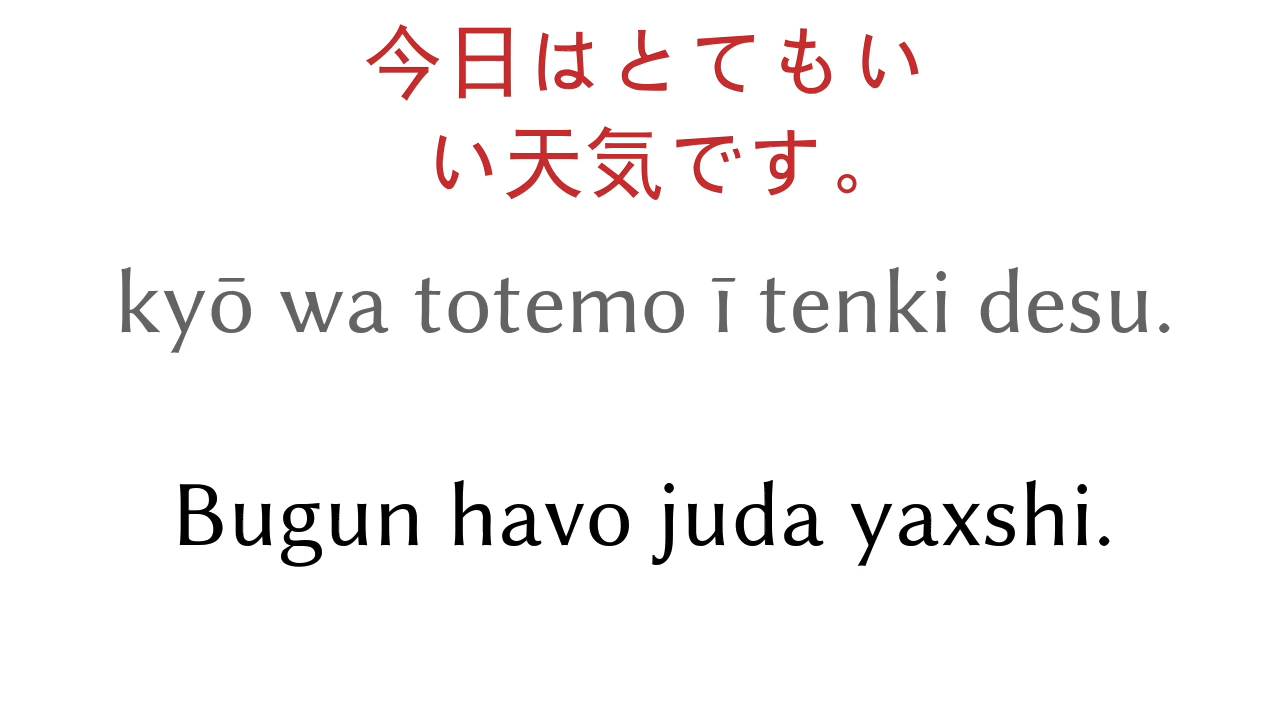 今日はとてもい
い天気です。
kyō wa totemo ī tenki desu.
Bugun havo juda yaxshi.